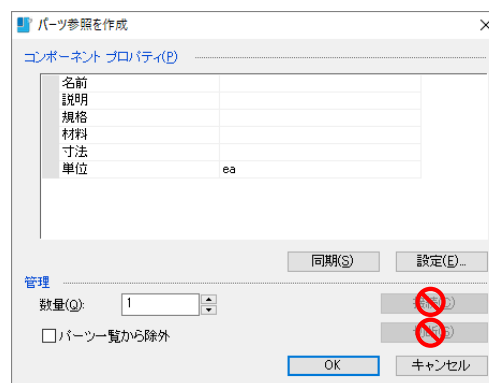 パーツ参照を作成
コンポーネント プロパティ(P)
名前
説明
規格
材料
寸法
単位 ea
同期(S) 設定(E)...
管理
数量(Q): 1
パーツ一覧から除外
OK キャンセル